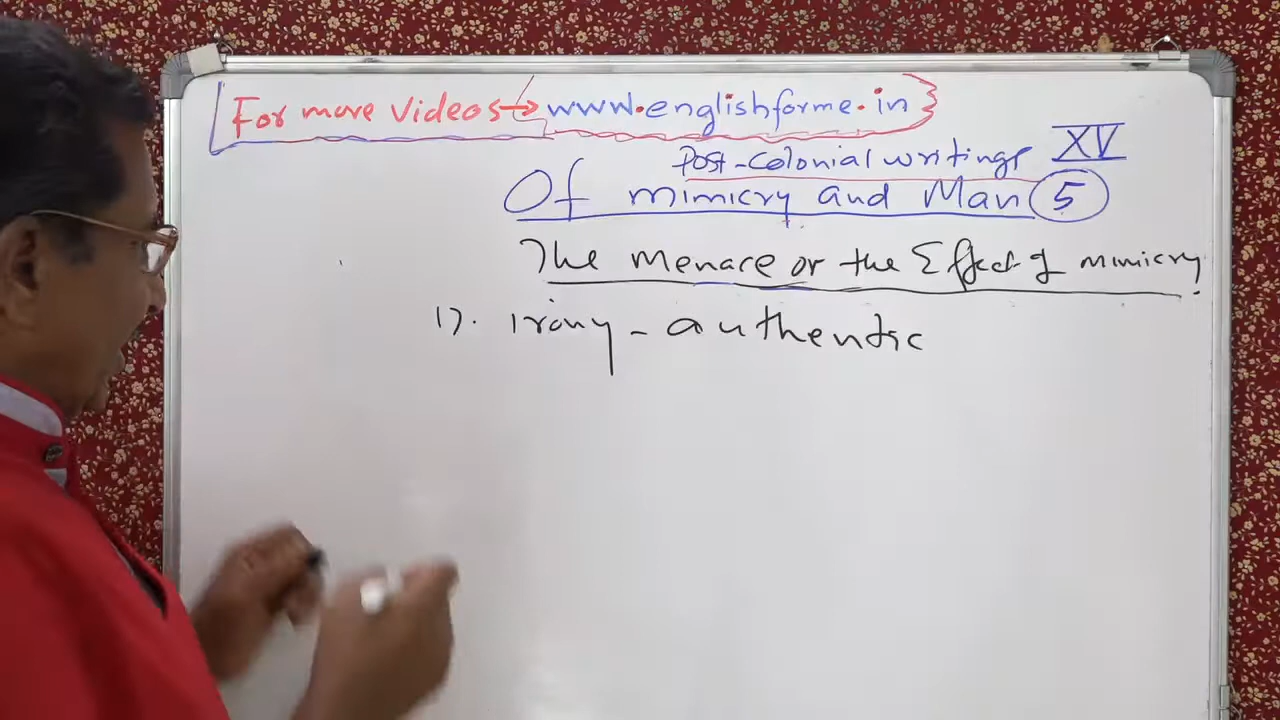 For more videos → www.englishforme.in
Post-Colonial writings XV
Of mimicry and Man 5
The Menace or the Effect of mimicry
1). Irony - authentic